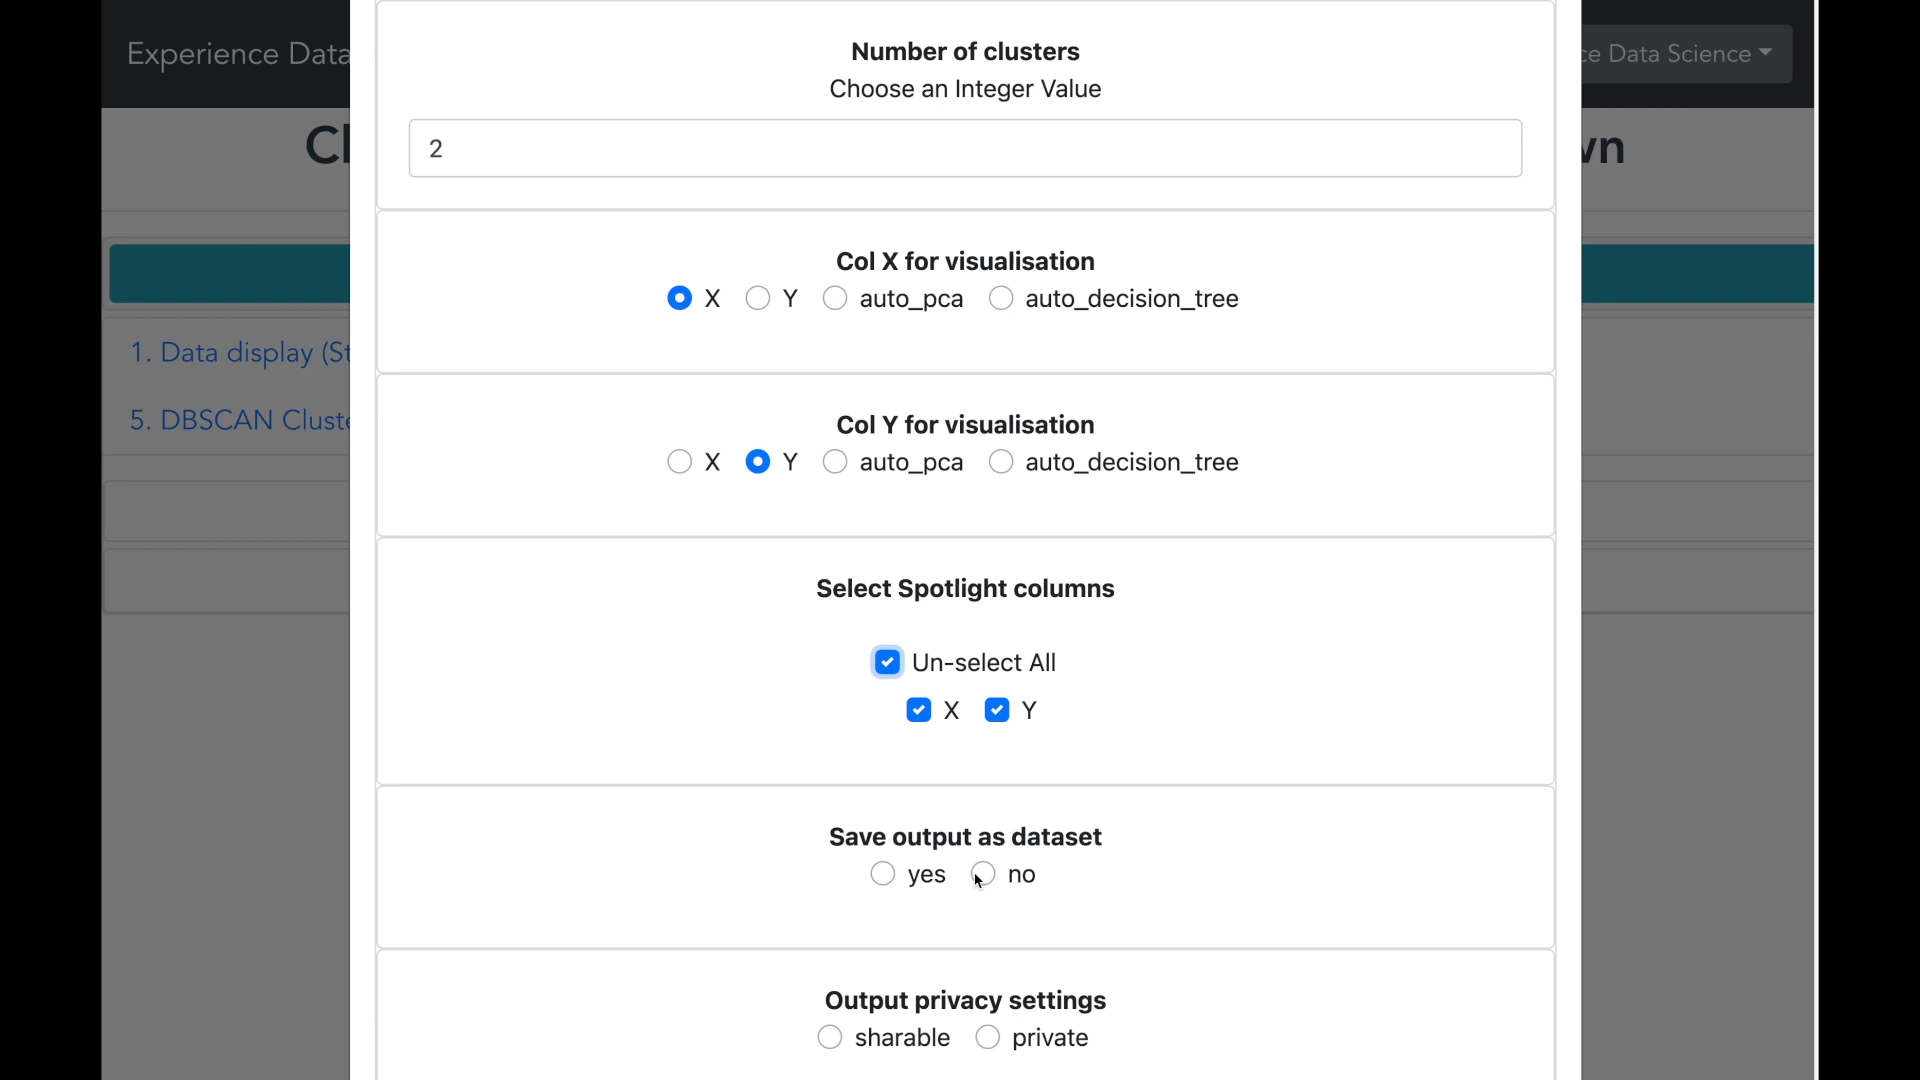 Experience Data
ce Data Science
Number of clusters
Choose an Integer Value
2
Cl
wn
Col X for visualisation
X Y auto_pca auto_decision_tree
1. Data display (St
Col Y for visualisation
5. DBSCAN Cluste
X Y auto_pca auto_decision_tree
Select Spotlight columns
Un-select All
X Y
Save output as dataset
yes no
Output privacy settings
sharable private